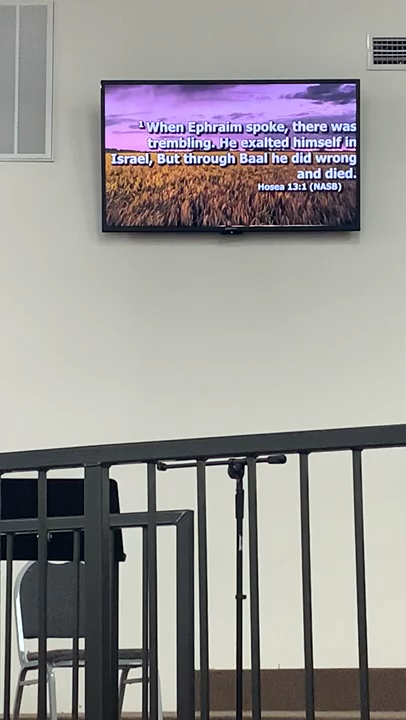 ¹ When Ephraim spoke, there was
trembling. He exalted himself in
Israel, But through Baal he did wrong
and died.
Hosea 13:1 (NASB)